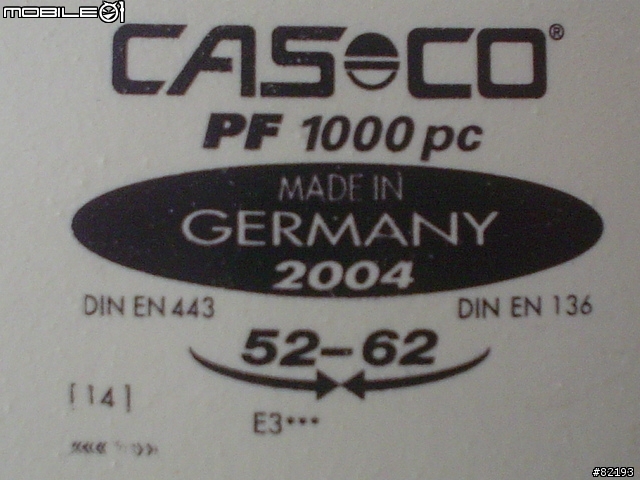 MOBILE01
CASCO®
PF 1000 pc
MADE IN
GERMANY
2004
DIN EN 443 DIN EN 136
52-62
[14]
E3***
#82193